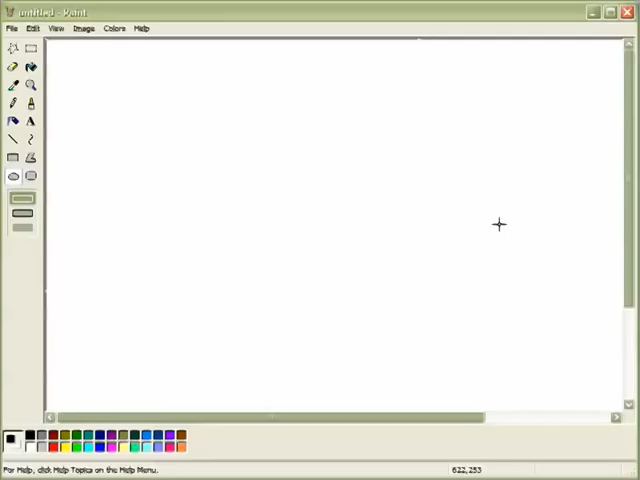 untitled - Paint
File Edit View Image Colors Help
A
For Help, click Help Topics on the Help Menu.
622,253